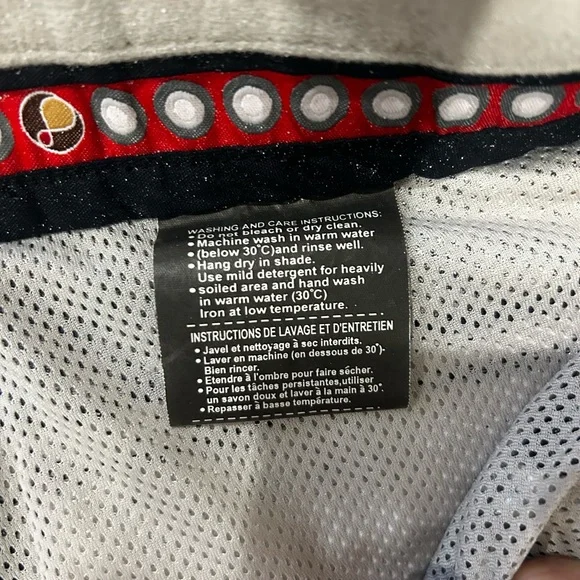 WASHING AND CARE INSTRUCTIONS:
• Do not bleach or dry clean.
• Machine wash in warm water
• (below 30°C)and rinse well.
• Hang dry in shade.
Use mild detergent for heavily
• soiled area and hand wash
in warm water (30°C)
Iron at low temperature.
INSTRUCTIONS DE LAVAGE ET D'ENTRETIEN
• Javel et nettoyage à sec interdits.
• Laver en machine (en dessous de 30°)-
Bien rincer.
• Etendre à l'ombre pour faire sécher.
• Pour les tâches persistantes,utiliser
un savon doux et laver à la main à 30°.
• Repasser à basse température.